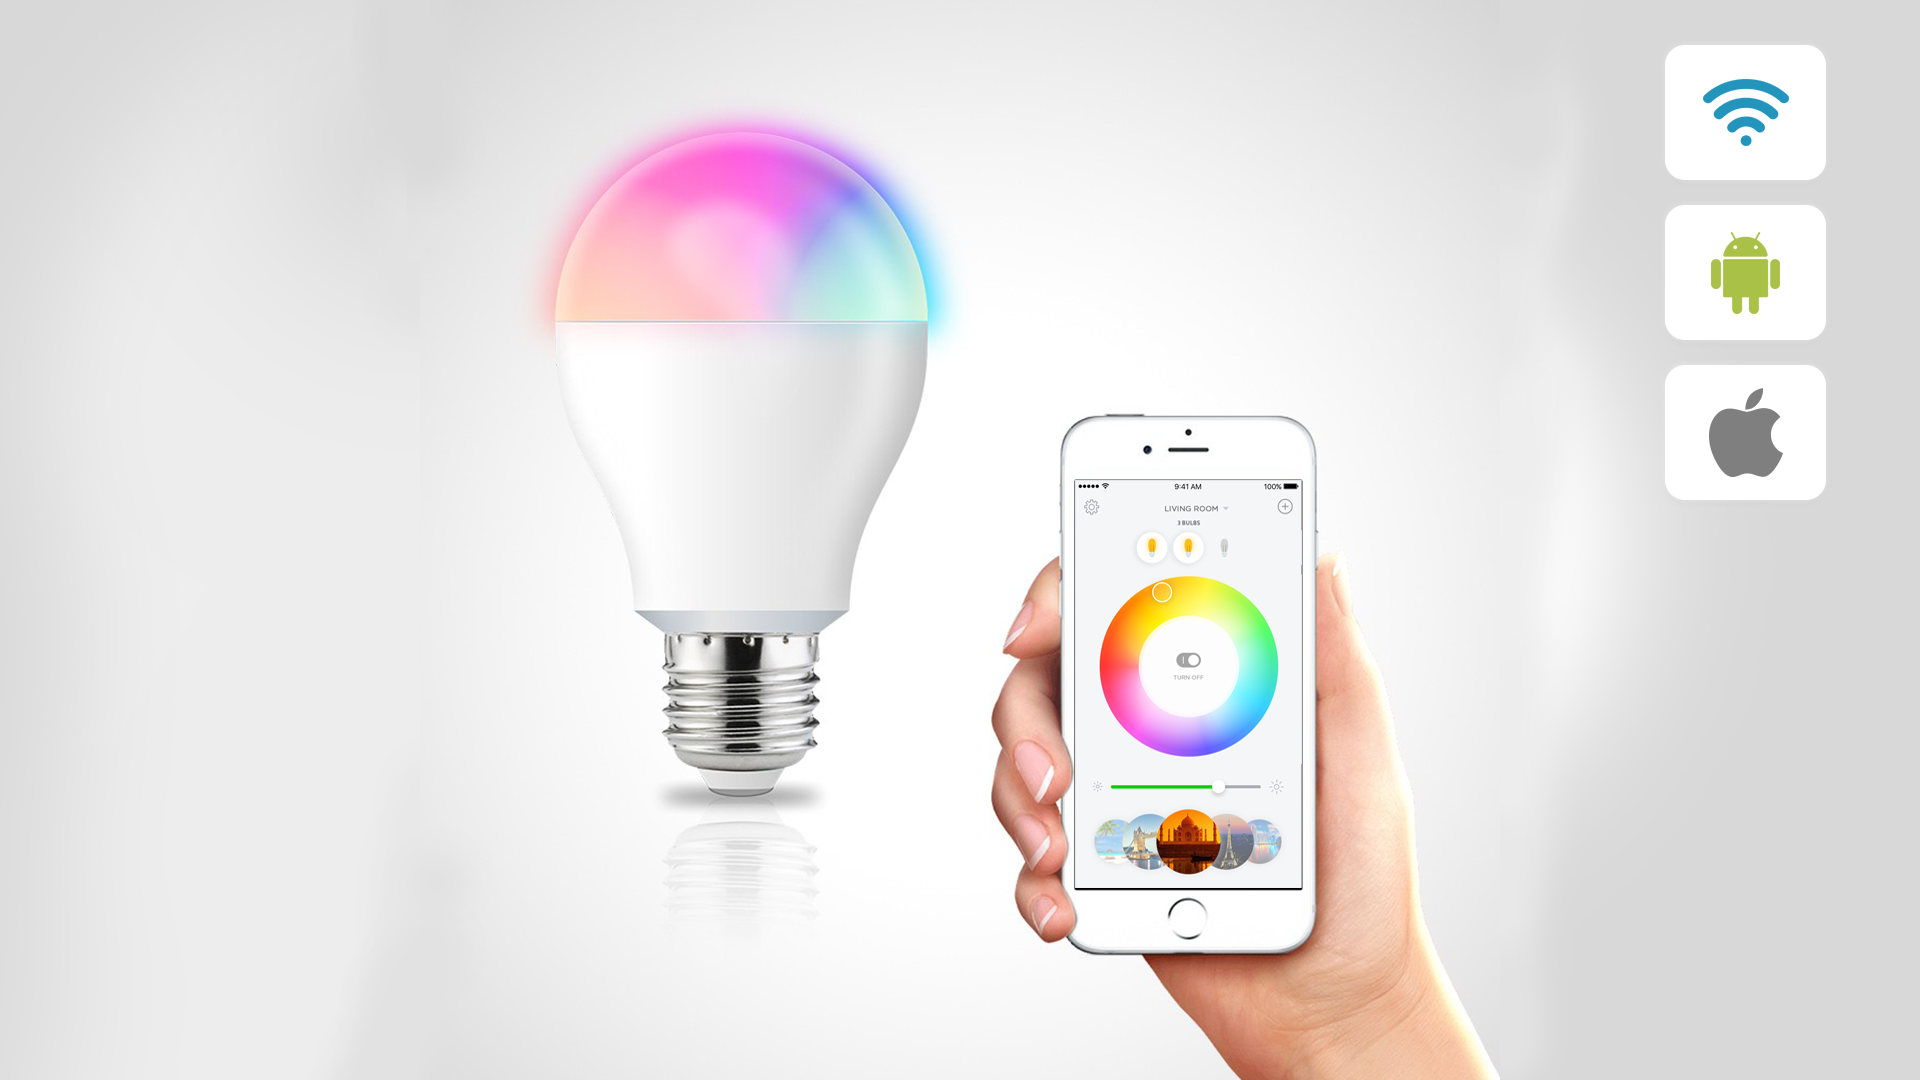 9:41 AM
100%
LIVING ROOM
3 BULBS
TURN OFF